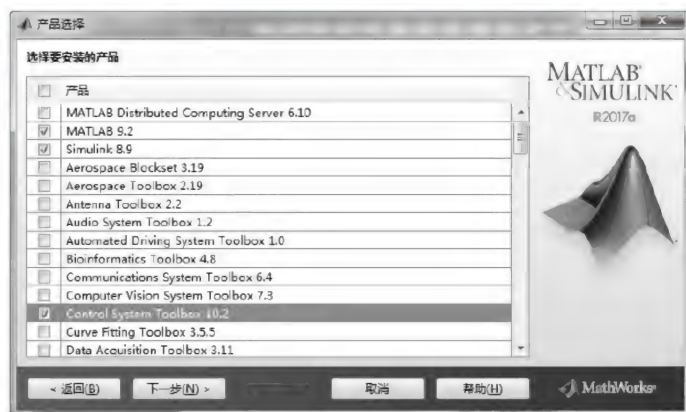 产品选择
选择要安装的产品
产品
MATLAB Distributed Computing Server 6.10
MATLAB 9.2
Simulink 8.9
Aerospace Blockset 3.19
Aerospace Toolbox 2.19
Antenna Toolbox 2.2
Audio System Toolbox 1.2
Automated Driving System Toolbox 1.0
Bioinformatics Toolbox 4.8
Communications System Toolbox 6.4
Computer Vision System Toolbox 7.3
Control System Toolbox 10.2
Curve Fitting Toolbox 3.5.5
Data Acquisition Toolbox 3.11
MATLAB®
&SIMULINK®
R2017a
< 返回(B)
下一步(N) >
取消
帮助(H)
MathWorks®